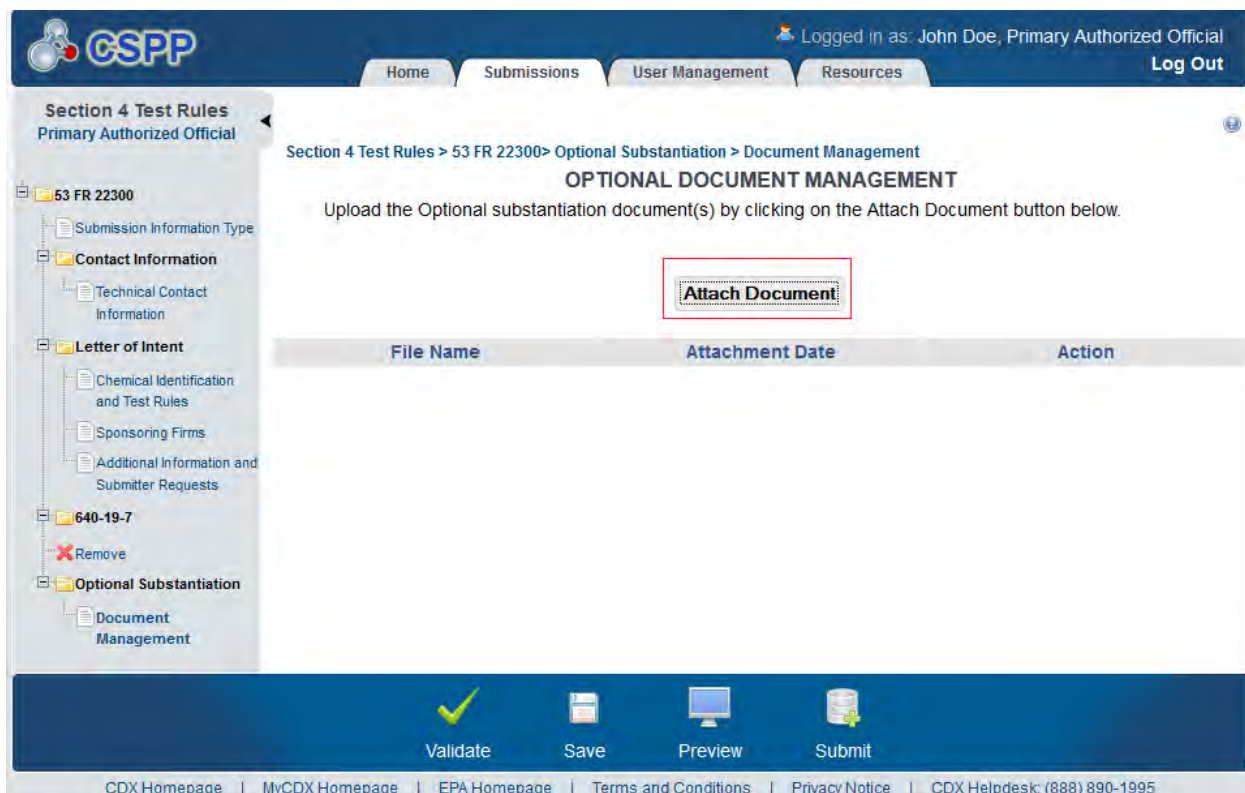 CSPP
Logged in as: John Doe, Primary Authorized Official
Log Out
Home
Submissions
User Management
Resources
Section 4 Test Rules
Primary Authorized Official
53 FR 22300
Submission Information Type
Contact Information
Technical Contact
Information
Letter of Intent
Chemical Identification
and Test Rules
Sponsoring Firms
Additional Information and
Submitter Requests
640-19-7
Remove
Optional Substantiation
Document
Management
Section 4 Test Rules > 53 FR 22300> Optional Substantiation > Document Management
OPTIONAL DOCUMENT MANAGEMENT
Upload the Optional substantiation document(s) by clicking on the Attach Document button below.
Attach Document
File Name Attachment Date Action
Validate Save Preview Submit
CDX Homepage | MyCDX Homepage | EPA Homepage | Terms and Conditions | Privacy Notice | CDX Helpdesk: (888) 890-1995